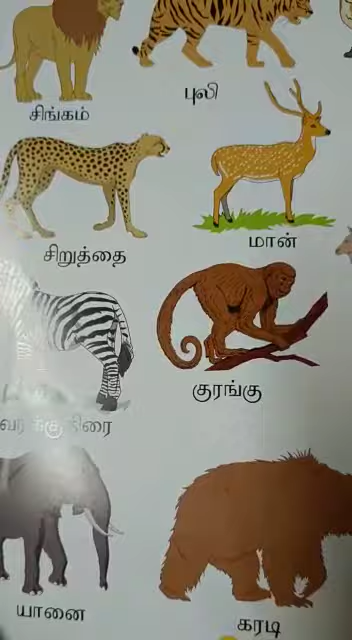 சிங்கம்
புலி
சிறுத்தை
மான்
குரங்கு
யானை
கரடி